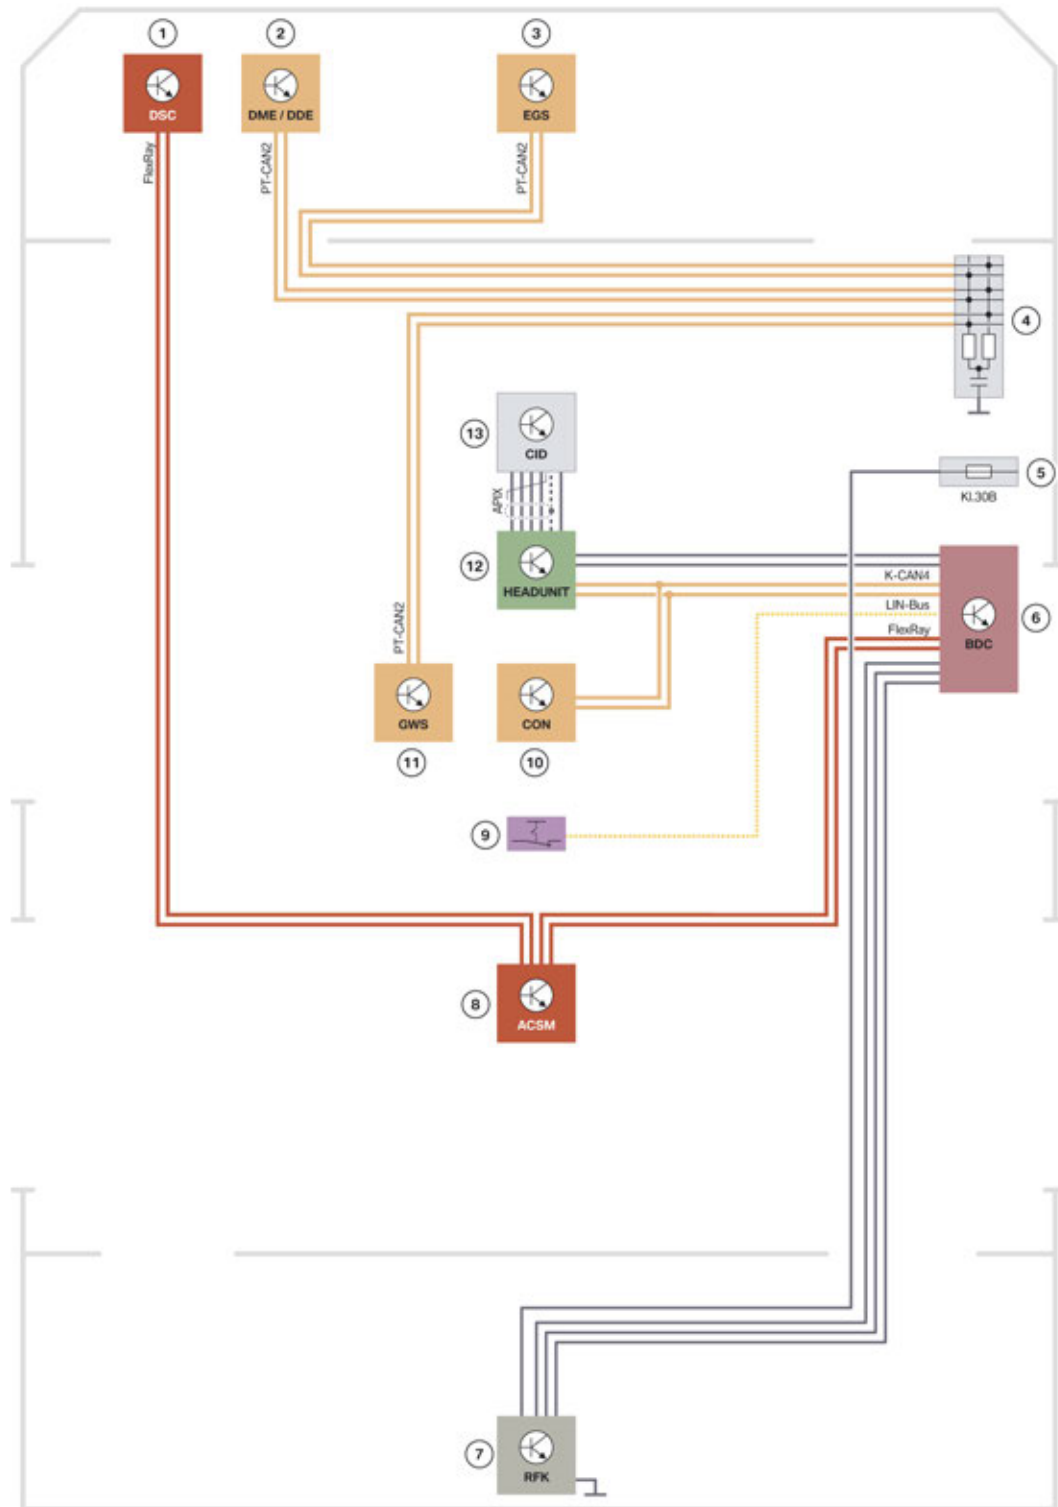 1
2
3
DSC
DME / DDE
EGS
FlexRay
PT-CAN2
PT-CAN2
4
13
CID
5
Kl.30B
APIX
12
HEADUNIT
K-CAN4
LIN-Bus
FlexRay
6
BDC
PT-CAN2
GWS
CON
11
10
9
8
ACSM
7
RFK